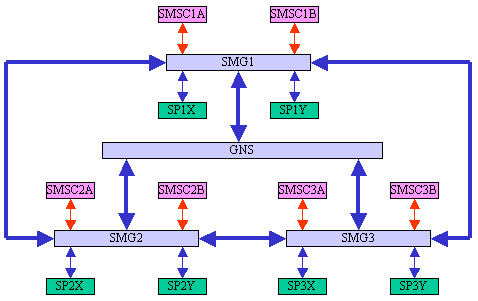 SMSC1A SMSC1B
SMG1
SP1X SP1Y
GNS
SMSC2A SMSC2B SMSC3A SMSC3B
SMG2 SMG3
SP2X SP2Y SP3X SP3Y